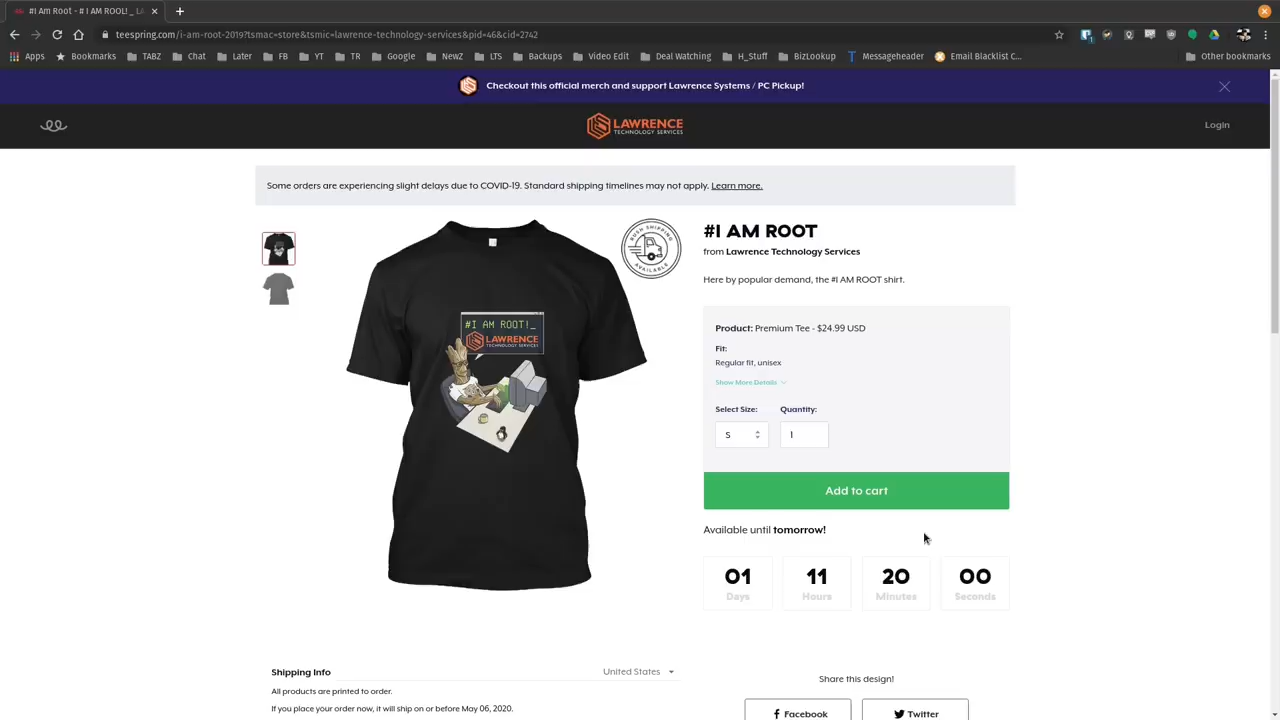 #I Am Root - # I AM ROOL! _ LA
teespring.com/i-am-root-2019?tsmac=store&tsmic=lawrence-technology-services&pid=46&cid=2742
Apps Bookmarks TABZ Chat Later FB YT TR Google NewZ LTS Backups Video Edit Deal Watching H_Stuff BizLookup Messageheader Email Blacklist C... Other bookmarks
Checkout this official merch and support Lawrence Systems / PC Pickup!
LAWRENCE
TECHNOLOGY SERVICES
Login
Some orders are experiencing slight delays due to COVID-19. Standard shipping timelines may not apply. Learn more.
RUSH SHIPPING
AVAILABLE
#I AM ROOT!_
LAWRENCE
TECHNOLOGY SERVICES
#I AM ROOT
from Lawrence Technology Services
Here by popular demand, the #I AM ROOT shirt.
Product: Premium Tee - $24.99 USD
Fit:
Regular fit, unisex
Show More Details
Select Size: Quantity:
S 1
Add to cart
Available until tomorrow!
01 11 20 00
Days Hours Minutes Seconds
Shipping Info United States
All products are printed to order.
If you place your order now, it will ship on or before May 06, 2020.
Share this design!
Facebook Twitter